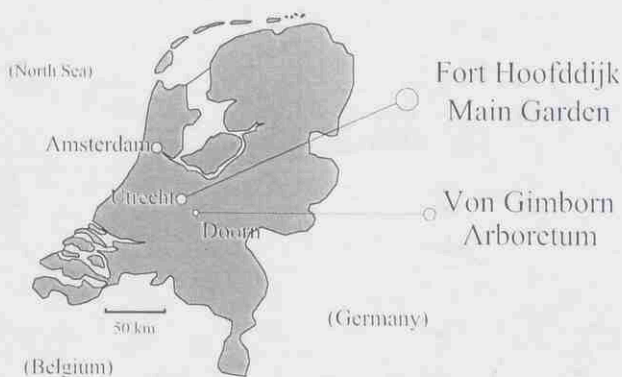 (North Sea)
Fort Hoofddijk
Main Garden
Amsterdam
Utrecht
Von Gimborn
Arboretum
Doorn
50 km
(Germany)
(Belgium)